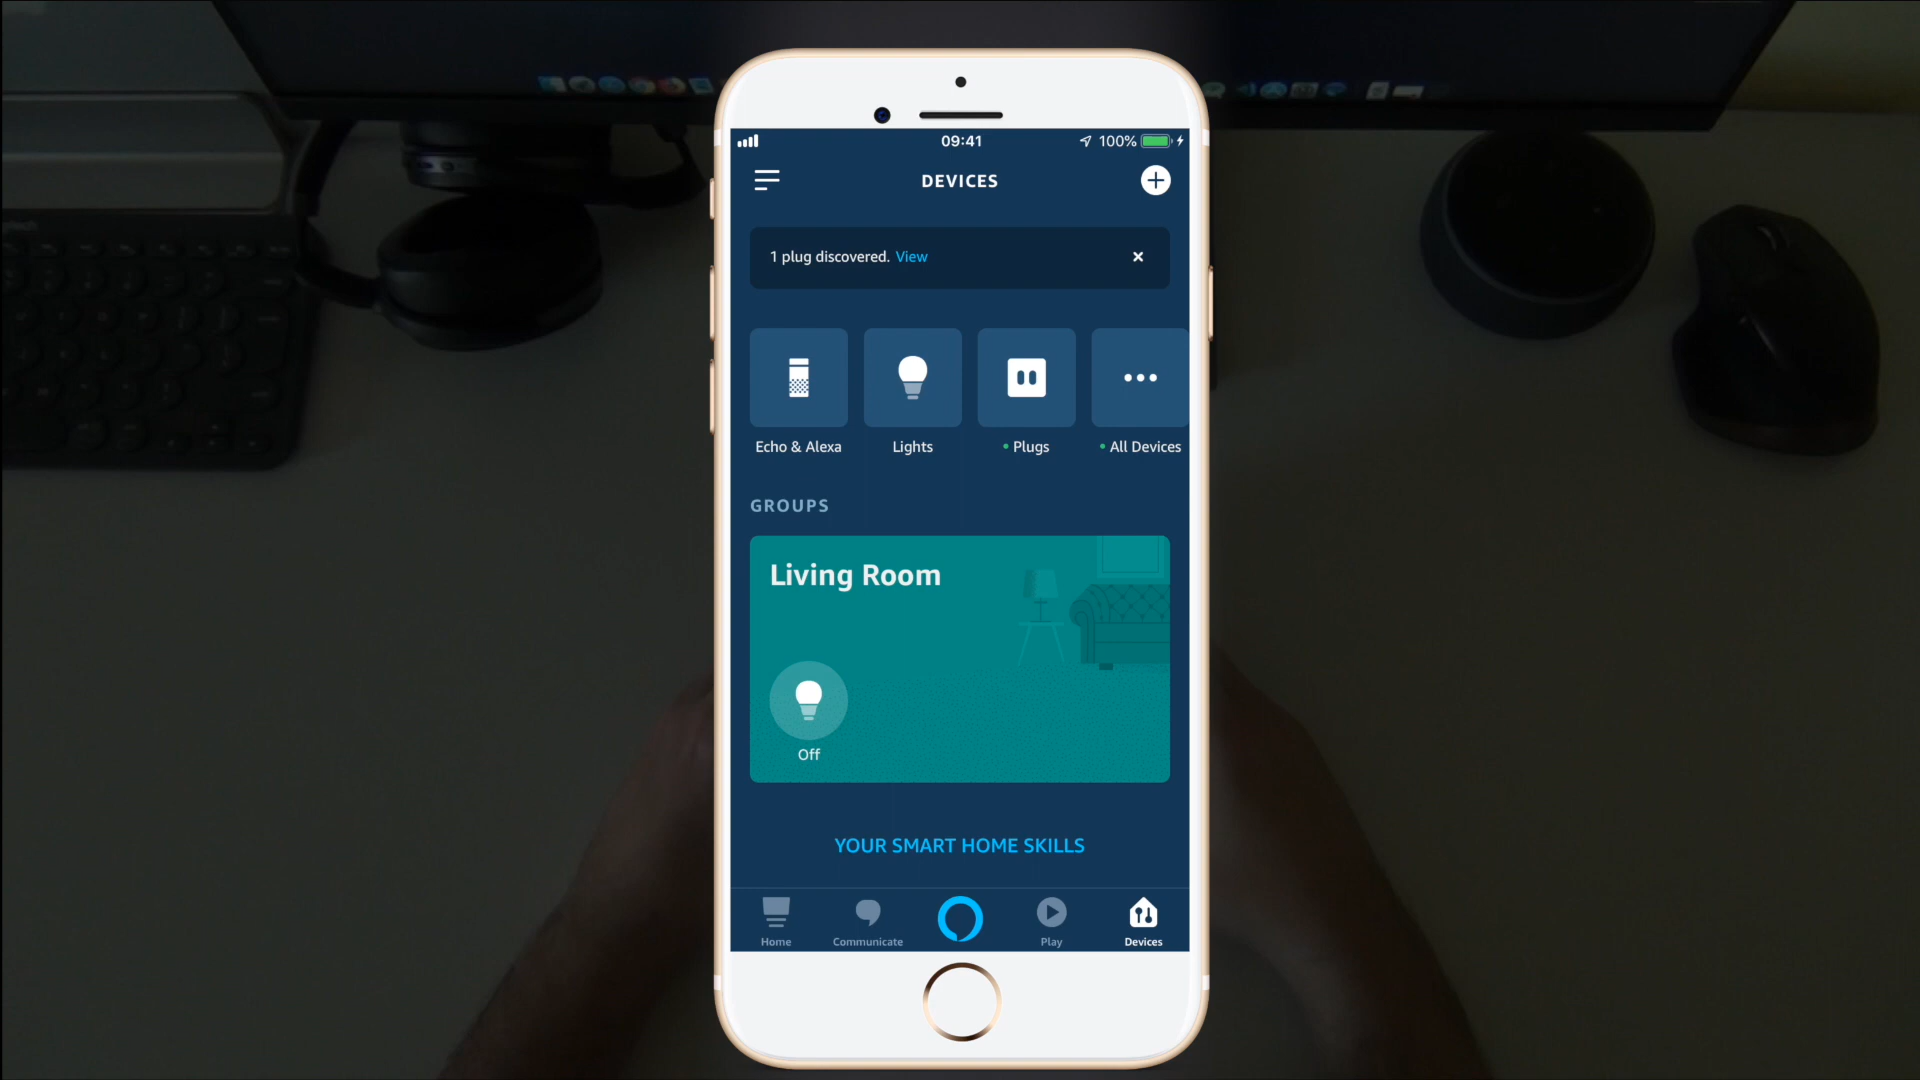 09:41
100%
DEVICES
1 plug discovered. View
Echo & Alexa
Lights
Plugs
All Devices
GROUPS
Living Room
Off
YOUR SMART HOME SKILLS
Home
Communicate
Play
Devices